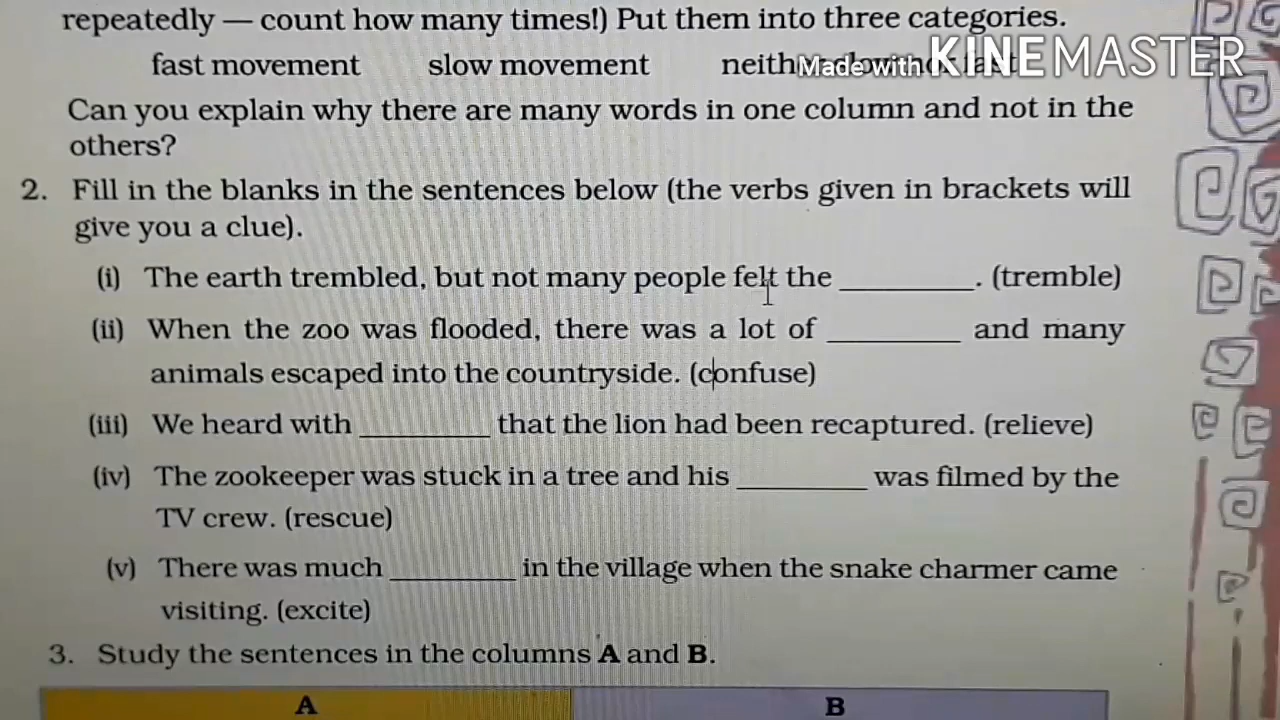 repeatedly — count how many times!) Put them into three categories.
fast movement slow movement
Made with KINEMASTER
Can you explain why there are many words in one column and not in the
others?
2. Fill in the blanks in the sentences below (the verbs given in brackets will
give you a clue).
(i) The earth trembled, but not many people felt the _________. (tremble)
(ii) When the zoo was flooded, there was a lot of _________ and many
animals escaped into the countryside. (confuse)
(iii) We heard with _________ that the lion had been recaptured. (relieve)
(iv) The zookeeper was stuck in a tree and his _________ was filmed by the
TV crew. (rescue)
(v) There was much _________ in the village when the snake charmer came
visiting. (excite)
3. Study the sentences in the columns A and B.
A B